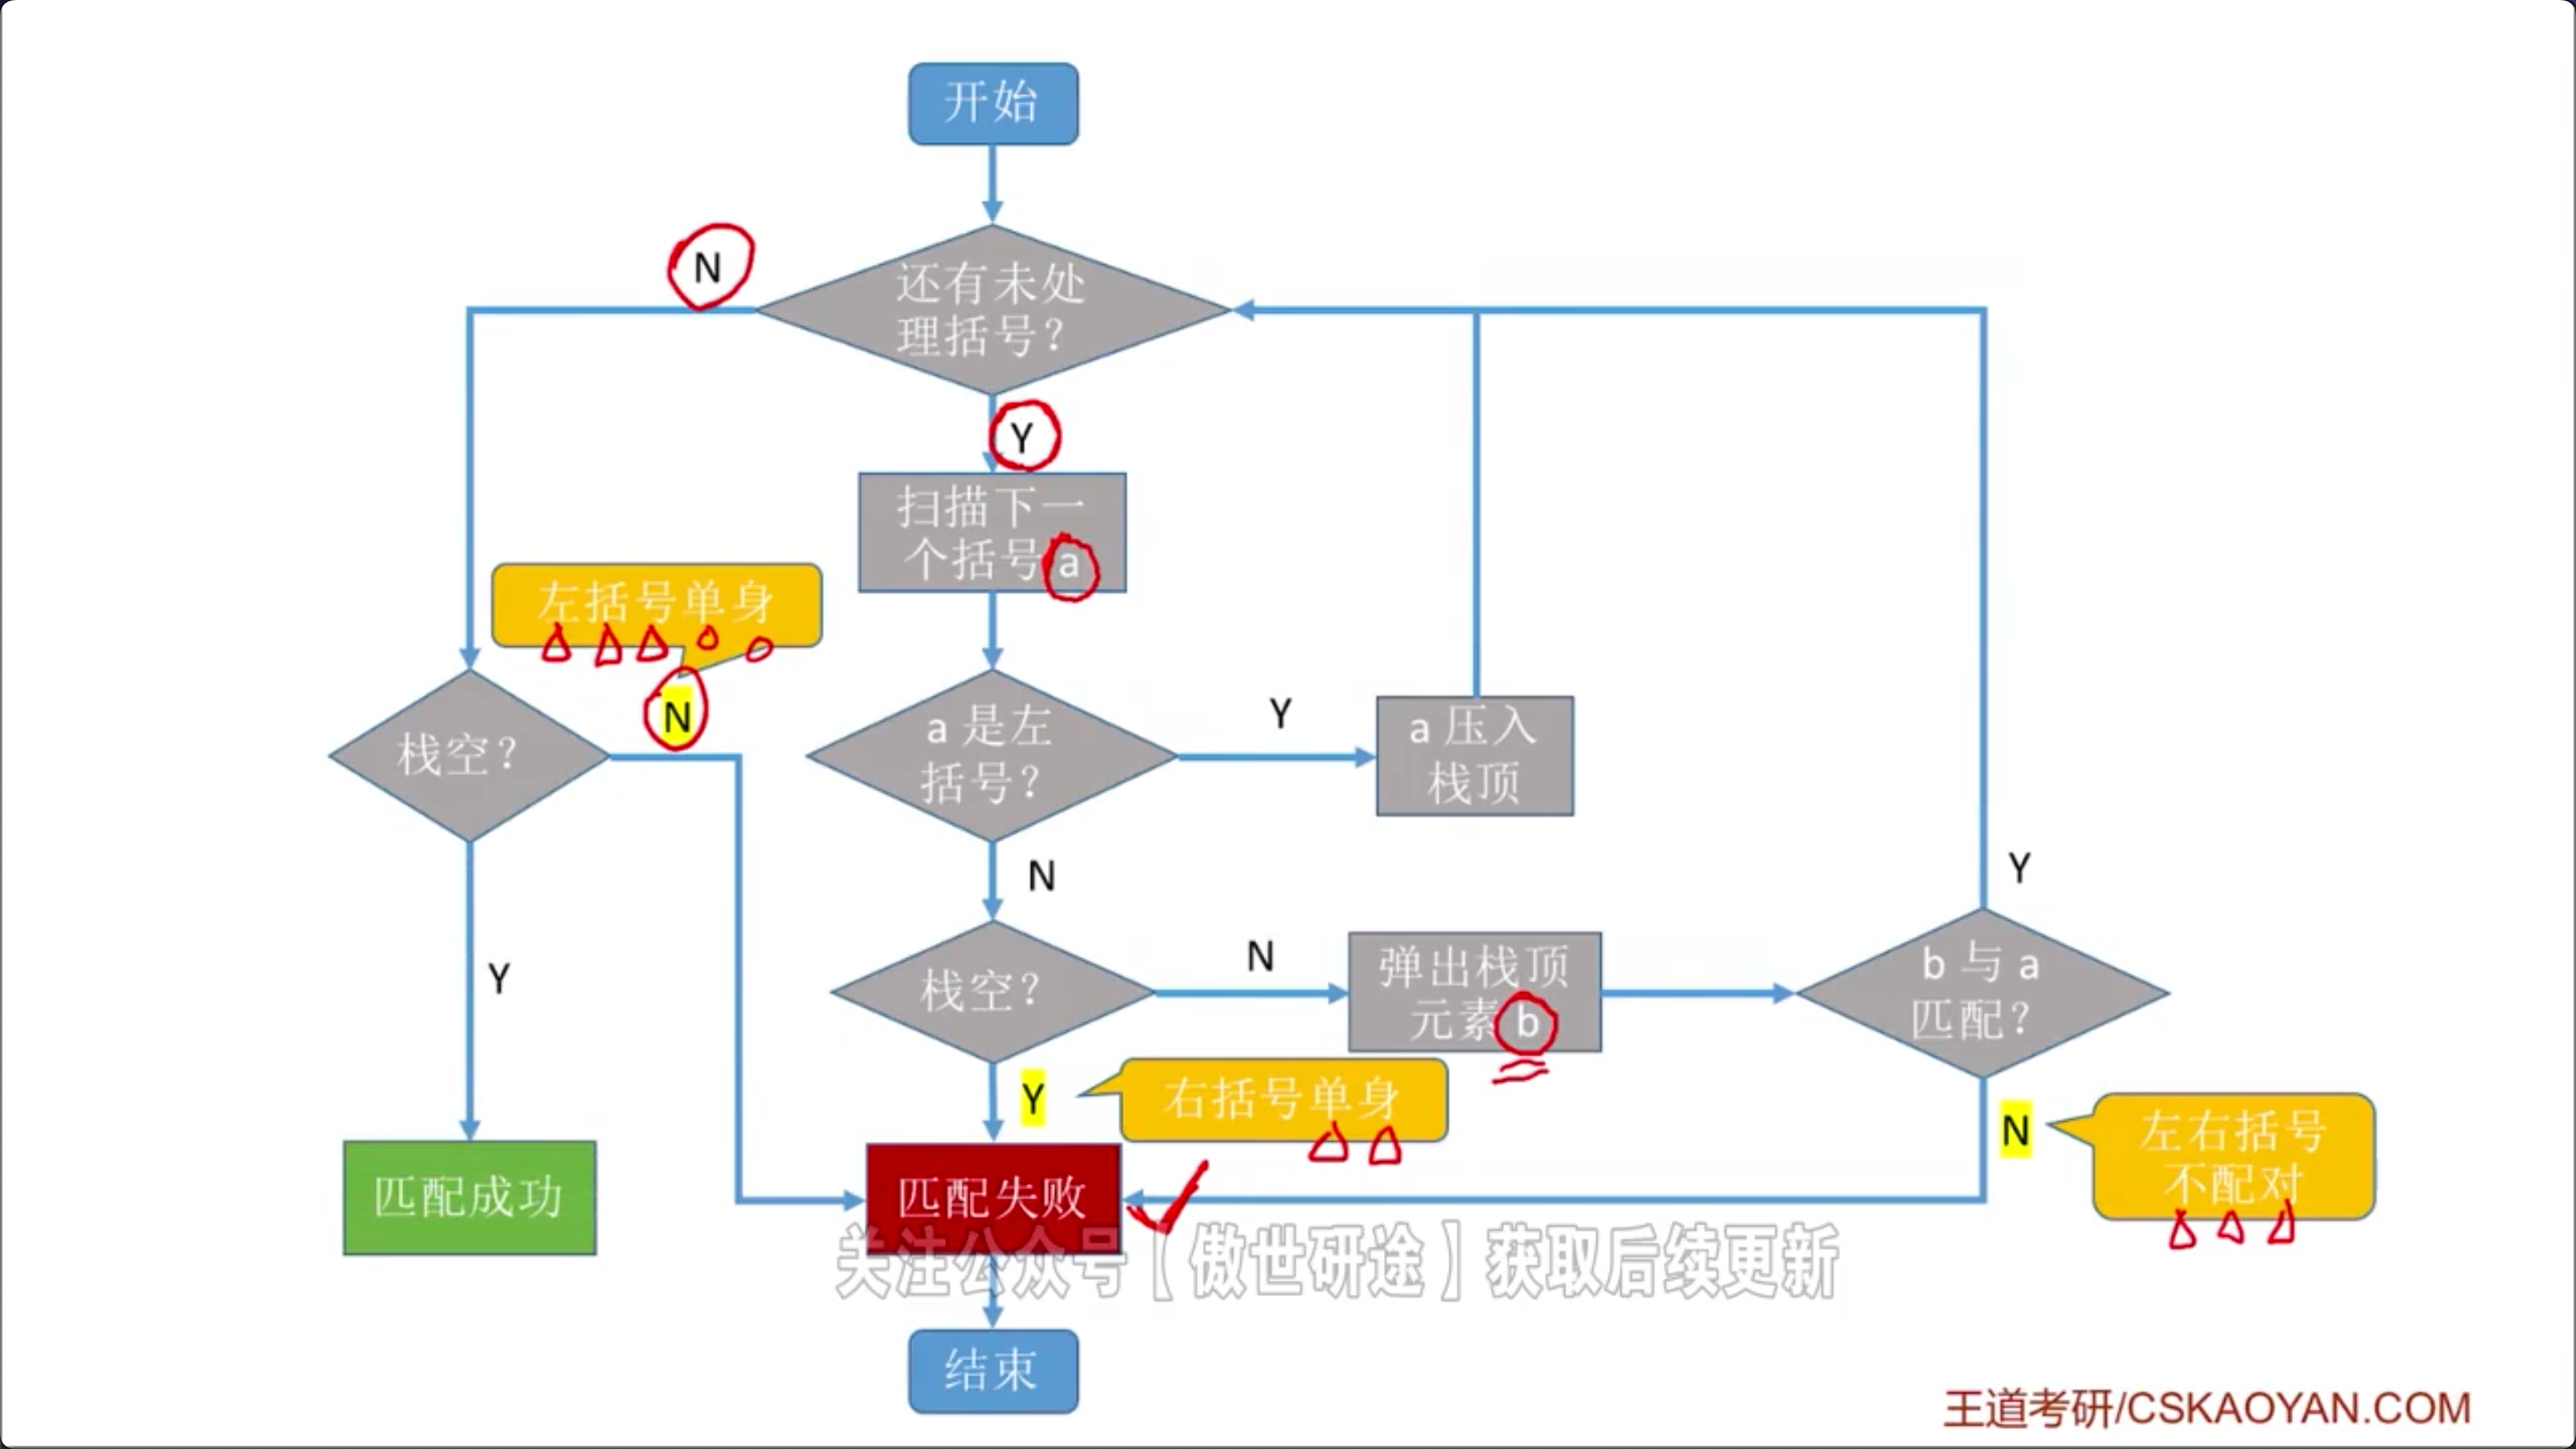 开始
N
还有未处
理括号？
Y
扫描下一
个括号 a
左括号单身
N
栈空？
a 是左
括号？
Y
a 压入
栈顶
N
Y
Y
栈空？
N
弹出栈顶
元素 b
b 与 a
匹配？
Y
右括号单身
N
左右括号
不配对
匹配成功
匹配失败
关注公众号【傲世研途】获取后续更新
结束
王道考研/CSKAOYAN.COM